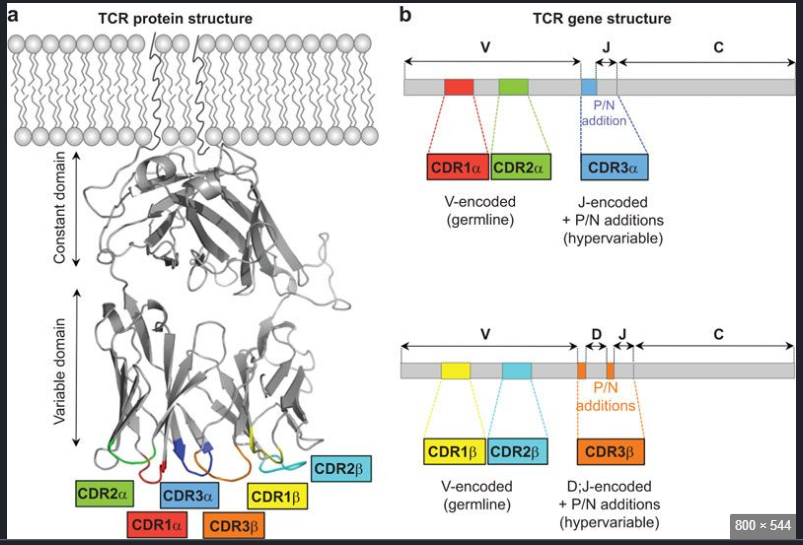 a
TCR protein structure
Constant domain
Variable domain
CDR2β
CDR2α
CDR3α
CDR1β
CDR1α
CDR3β
b
TCR gene structure
V
J
C
P/N
addition
CDR1α
CDR2α
CDR3α
V-encoded
(germline)
J-encoded
+ P/N additions
(hypervariable)
V
D
J
C
P/N
additions
CDR1β
CDR2β
CDR3β
V-encoded
(germline)
D;J-encoded
+ P/N additions
(hypervariable)
800 × 544